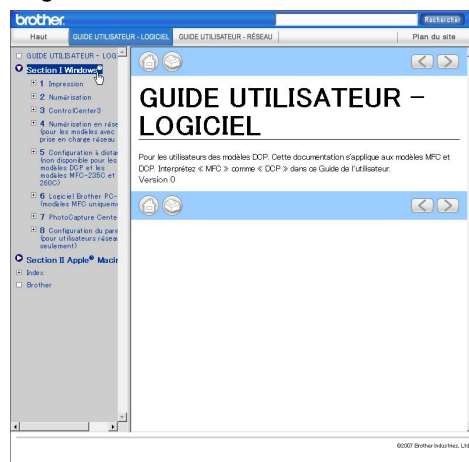 brother.
Rechercher
Haut
GUIDE UTILISATEUR - LOGICIEL
GUIDE UTILISATEUR - RÉSEAU
Plan du site
GUIDE UTILISATEUR - LOG
Section I Windows®
1 Impression
2 Numérisation
3 ControlCenter3
4 Numérisation en rése
(pour les modèles avec
prise en charge réseau
5 Configuration à distan
(non disponible pour les
modèles DCP et les
modèles MFC-235C et
260C)
6 Logiciel Brother PC-
(modèles MFC uniquem
7 PhotoCapture Cente
8 Configuration du pare
(pour utilisateurs réseau
seulement)
Section II Apple® Macin
Index
Brother
GUIDE UTILISATEUR –
LOGICIEL
Pour les utilisateurs des modèles DCP. Cette documentation s'applique aux modèles MFC et
DCP. Interprétez « MFC » comme « DCP » dans ce Guide de l'utilisateur.
Version 0
©2007 Brother Industries, Ltd